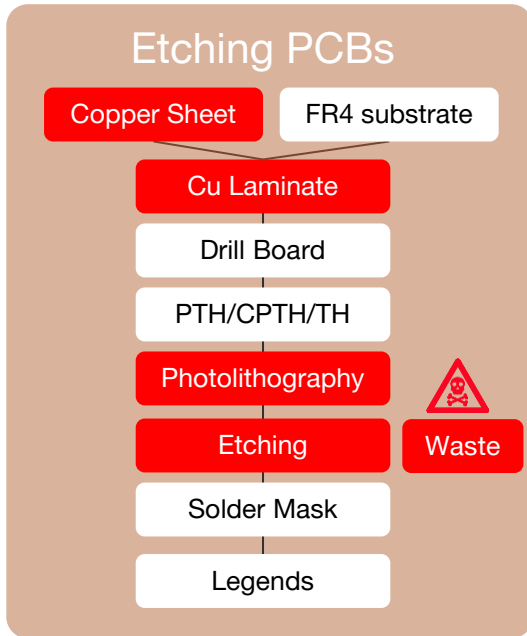 Etching PCBs
Copper Sheet
FR4 substrate
Cu Laminate
Drill Board
PTH/CPTH/TH
Photolithography
Etching
Waste
Solder Mask
Legends